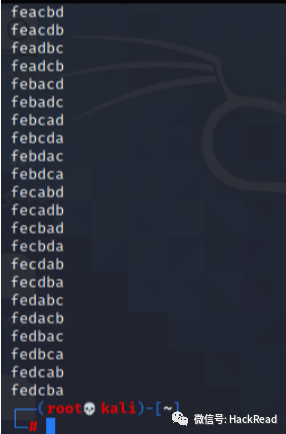 feacbd
feacdb
feadbc
feadcb
febacd
febadc
febcad
febcda
febdac
febdca
fecabd
fecadb
fecbad
fecbda
fecdab
fecdba
fedabc
fedacb
fedbac
fedbca
fedcab
fedcba
(root💀kali)-[~]
#
微信号: HackRead